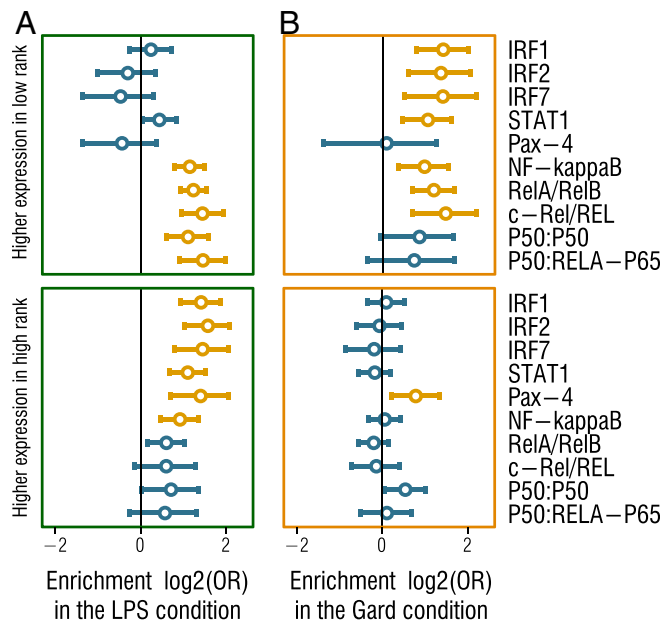 A
B
Higher expression in low rank
IRF1
IRF2
IRF7
STAT1
Pax−4
NF−kappaB
RelA/RelB
c−Rel/REL
P50:P50
P50:RELA−P65
Higher expression in high rank
IRF1
IRF2
IRF7
STAT1
Pax−4
NF−kappaB
RelA/RelB
c−Rel/REL
P50:P50
P50:RELA−P65
−2 0 2
−2 0 2
Enrichment log2(OR)
in the LPS condition
Enrichment log2(OR)
in the Gard condition